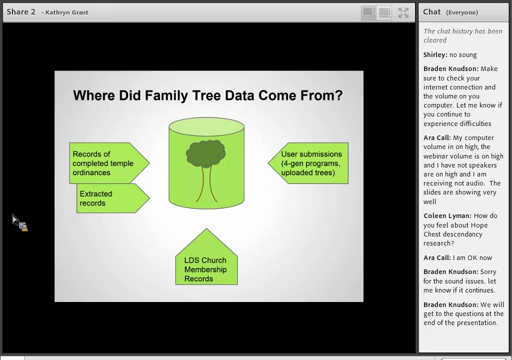 Share 2 - Kathryn Grant
Where Did Family Tree Data Come From?
Records of
completed temple
ordinances
Extracted
records
User submissions
(4-gen programs,
uploaded trees)
LDS Church
Membership
Records
Chat (Everyone)
The chat history has been
cleared
Shirley: no soung
Braden Knudson: Make
sure to check your
internet connection and
the volume on you
computer. Let me know if
you continue to
experience difficulties
Ara Call: My computer
volume in on high, the
webinar volume is on high
and I have not speakers
are on high and I am
receiving not audio. The
slides are showing very
well
Coleen Lyman: How do
you feel about Hope
Chest descendancy
research?
Ara Call: I am OK now
Braden Knudson: Sorry
for the sound issues. let
me know if it continues.
Braden Knudson: We will
get to the questions at the
end of the presentation.